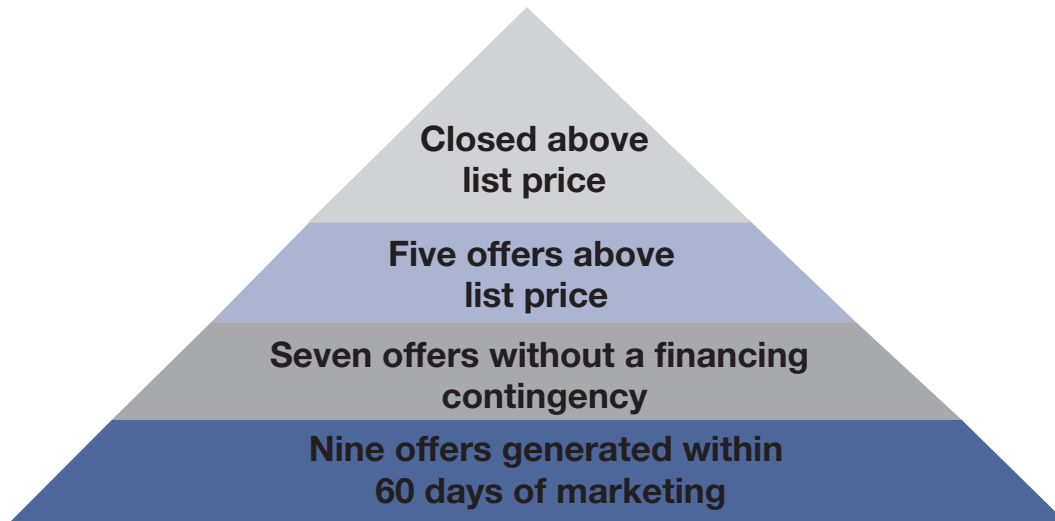 Closed above
list price
Five offers above
list price
Seven offers without a financing
contingency
Nine offers generated within
60 days of marketing